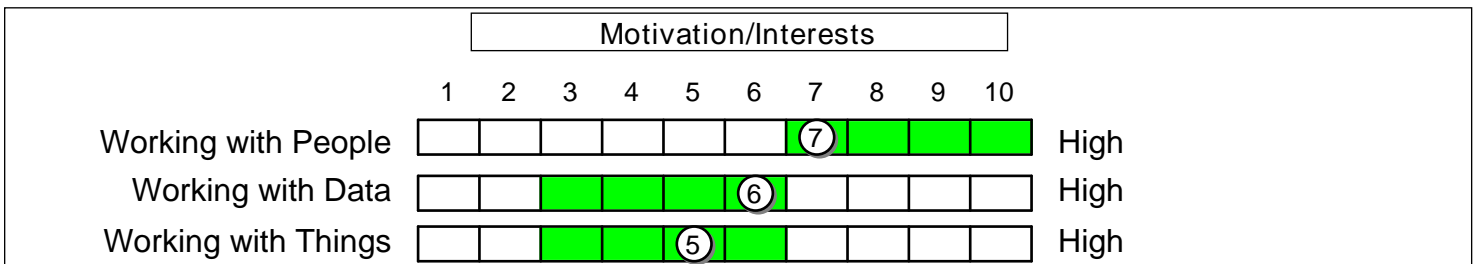 Motivation/Interests
1 2 3 4 5 6 7 8 9 10
Working with People 7 High
Working with Data 6 High
Working with Things 5 High